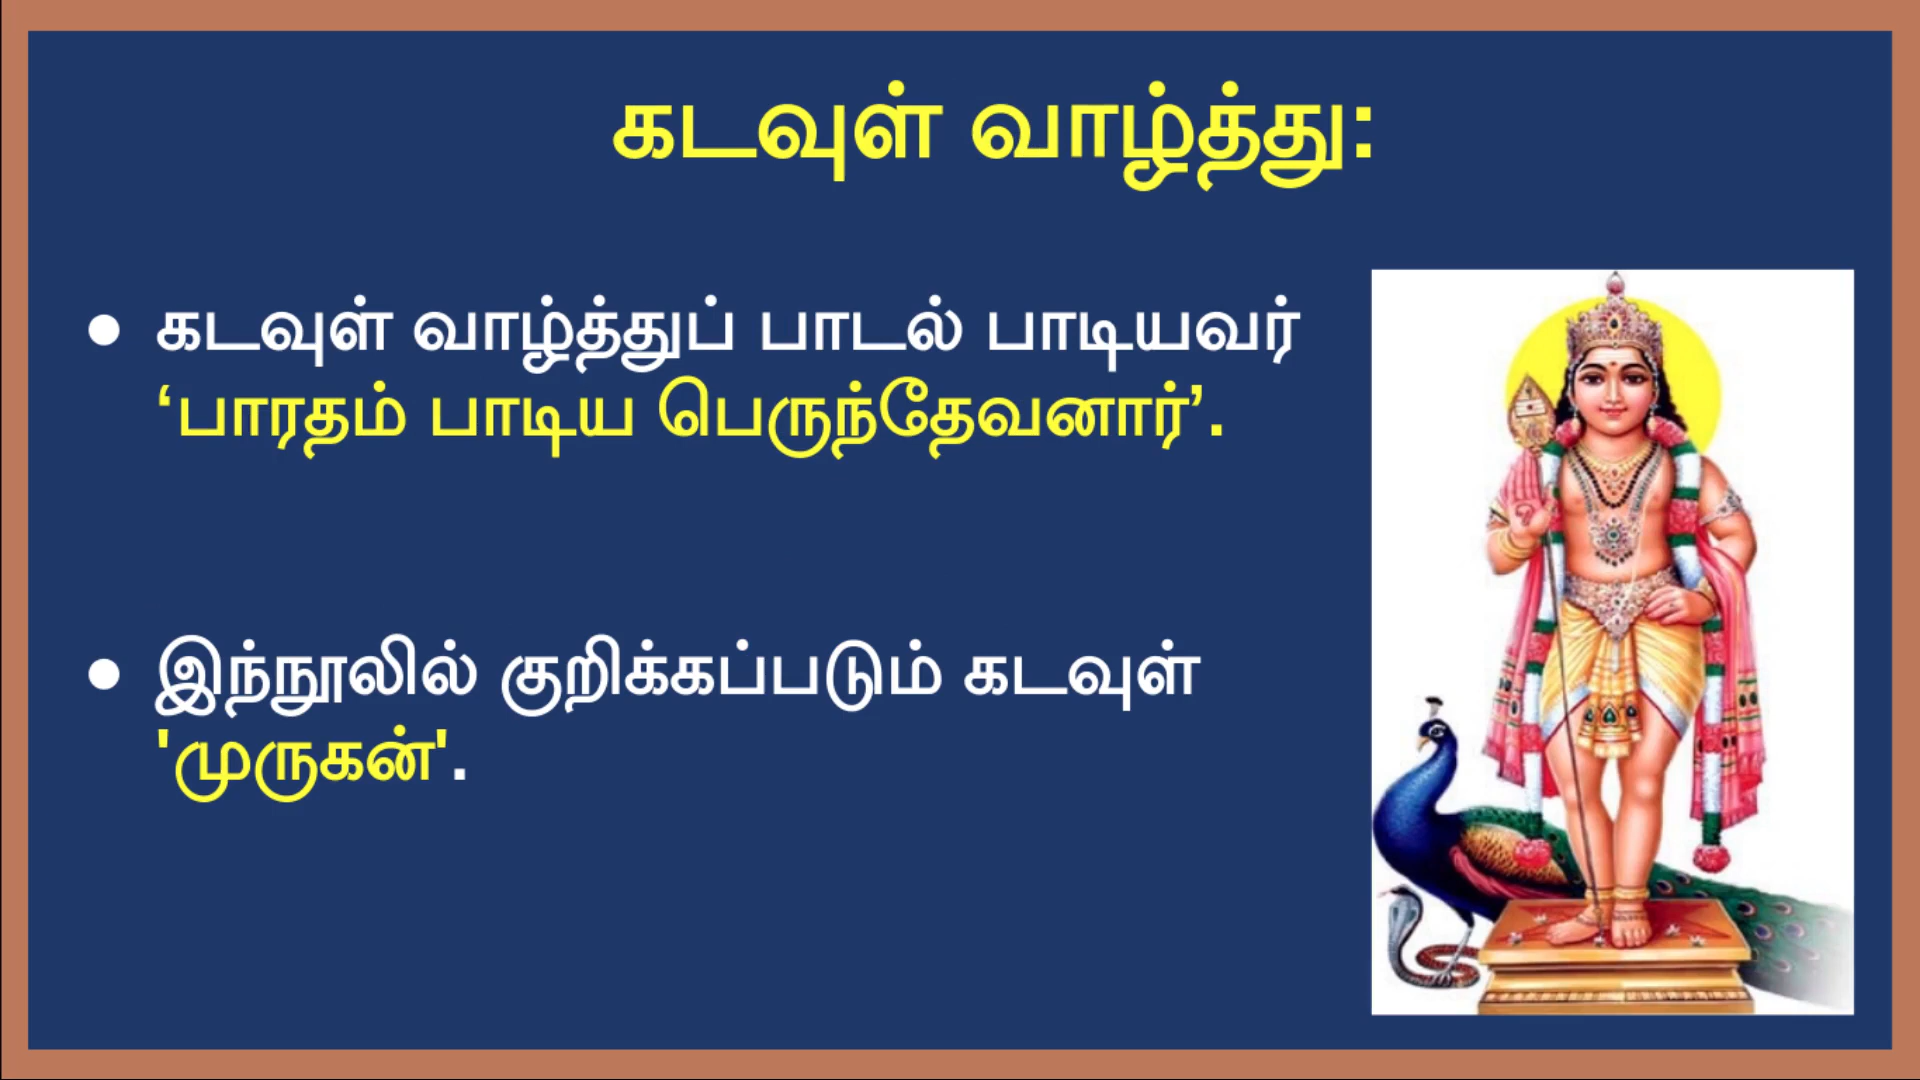 கடவுள் வாழ்த்து:
● கடவுள் வாழ்த்துப் பாடல் பாடியவர்
‘பாரதம் பாடிய பெருந்தேவனார்’.
● இந்நூலில் குறிக்கப்படும் கடவுள்
'முருகன்'.